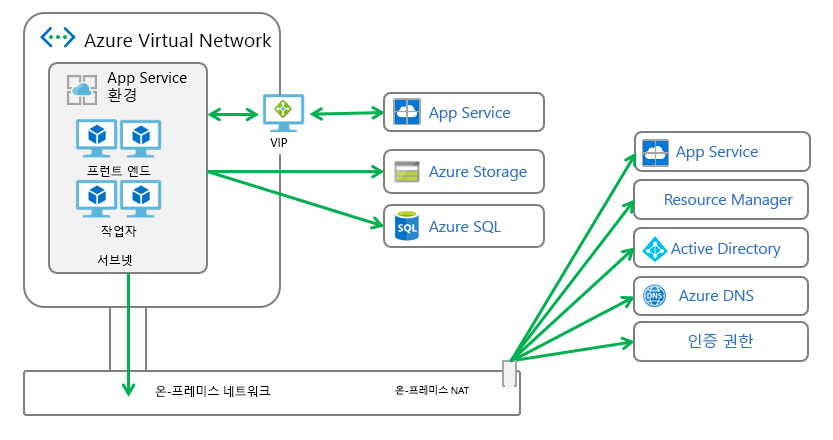 Azure Virtual Network
App Service
환경
프런트 엔드
작업자
서브넷
VIP
App Service
Azure Storage
SQL
Azure SQL
App Service
Resource Manager
Active Directory
DNS
Azure DNS
인증 권한
온-프레미스 네트워크
온-프레미스 NAT